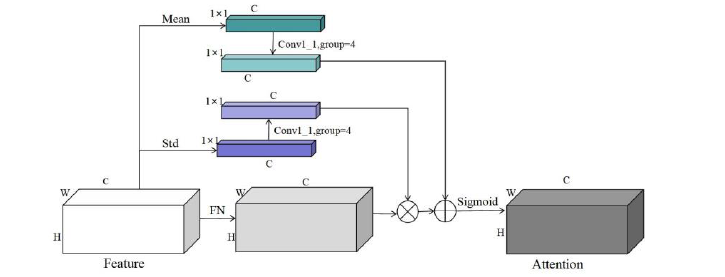 C
1×1
Mean
Conv1_1,group=4
1×1
C
C
1×1
Conv1_1,group=4
Std
1×1
C
C
W
H
Feature
FN
C
W
H
Sigmoid
C
W
H
Attention